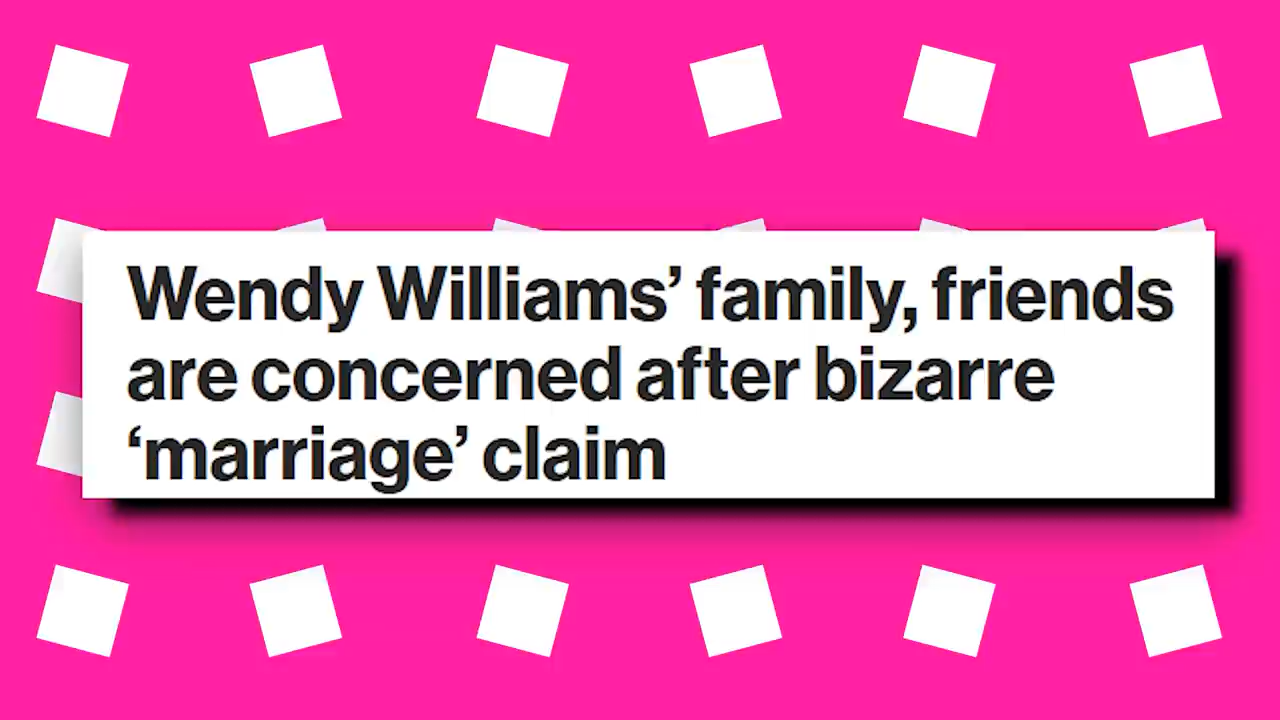 Wendy Williams’ family, friends
are concerned after bizarre
‘marriage’ claim